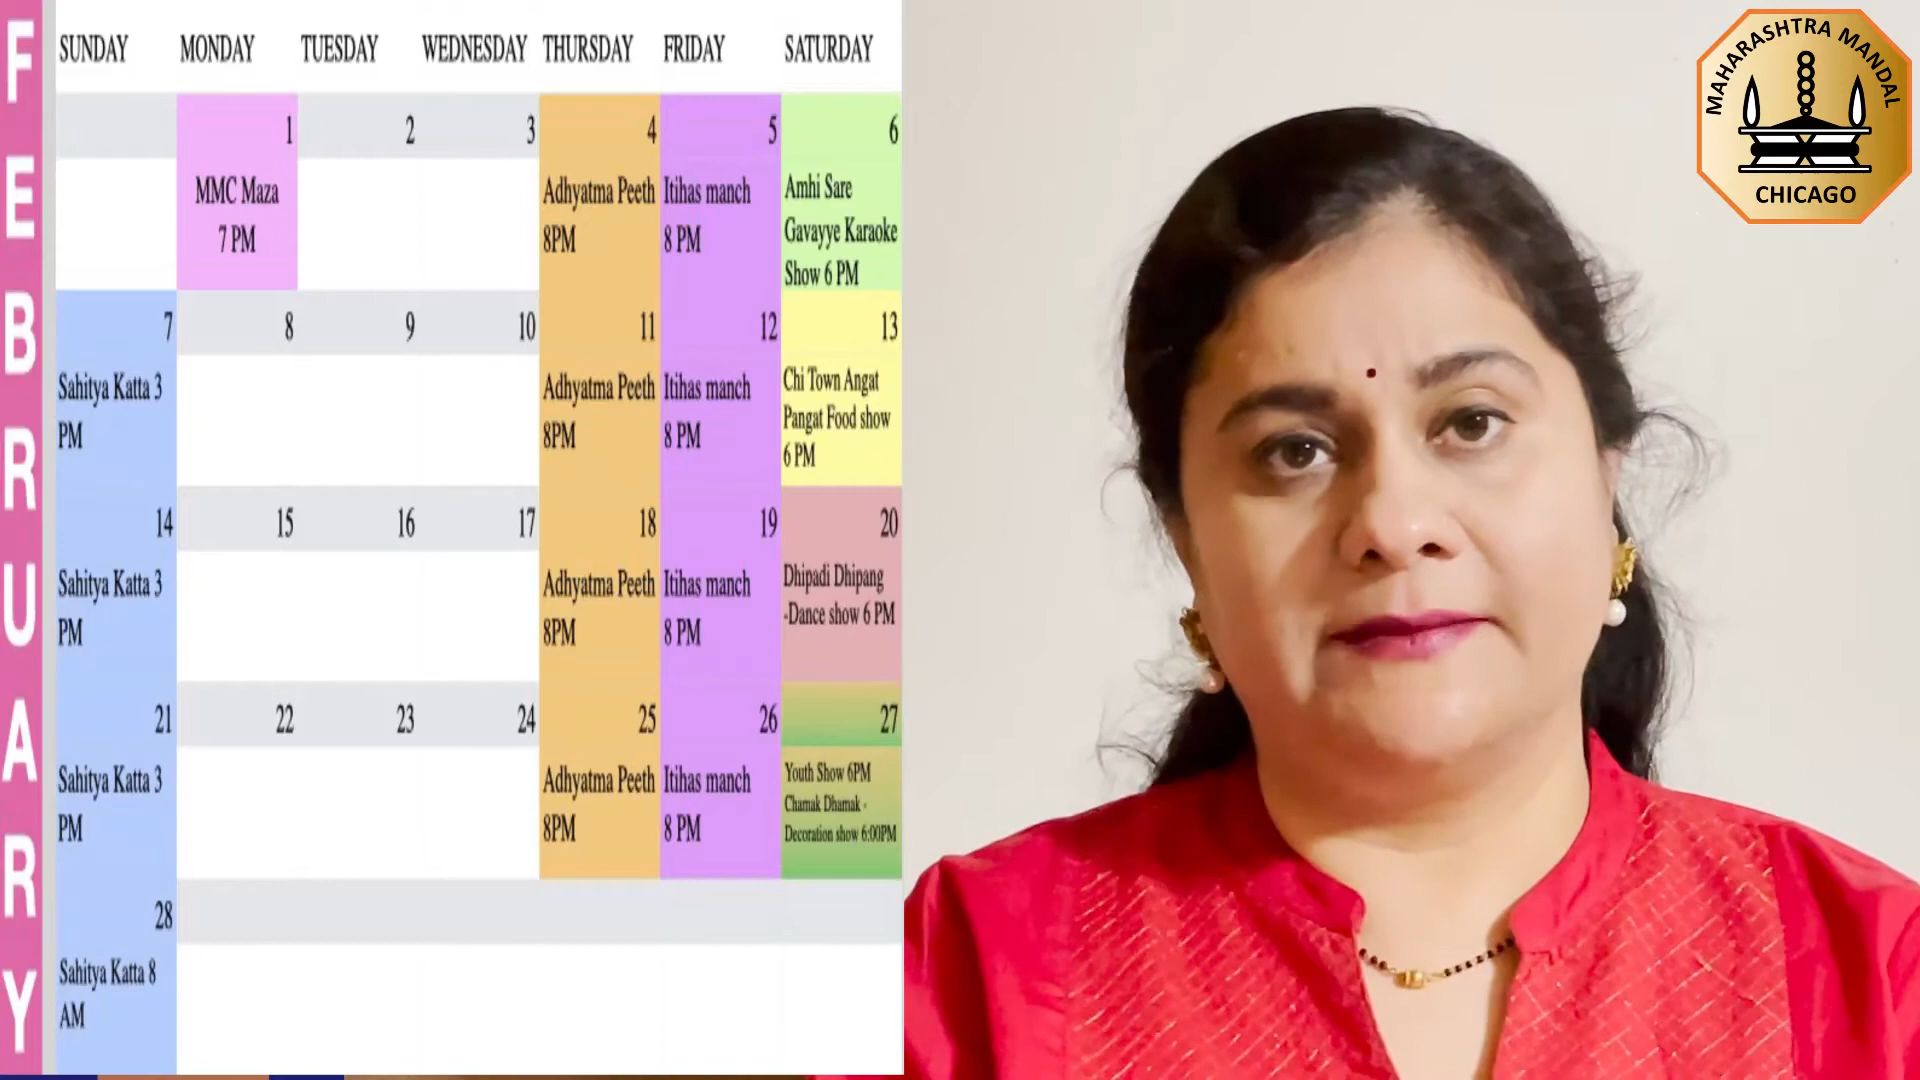 FEBRUARY
SUNDAY MONDAY TUESDAY WEDNESDAY THURSDAY FRIDAY SATURDAY
1 2 3 4 5 6
MMC Maza
7 PM
Adhyatma Peeth
8PM
Itihas manch
8 PM
Amhi Sare
Gavayye Karaoke
Show 6 PM
7 8 9 10 11 12 13
Sahitya Katta 3
PM
Adhyatma Peeth
8PM
Itihas manch
8 PM
Chi Town Angat
Pangat Food show
6 PM
14 15 16 17 18 19 20
Sahitya Katta 3
PM
Adhyatma Peeth
8PM
Itihas manch
8 PM
Dhipadi Dhipang
-Dance show 6 PM
21 22 23 24 25 26 27
Sahitya Katta 3
PM
Adhyatma Peeth
8PM
Itihas manch
8 PM
Youth Show 6PM
Chamak Dhamak -
Decoration show 6:00PM
28
Sahitya Katta 8
AM
MAHARASHTRA MANDAL
CHICAGO